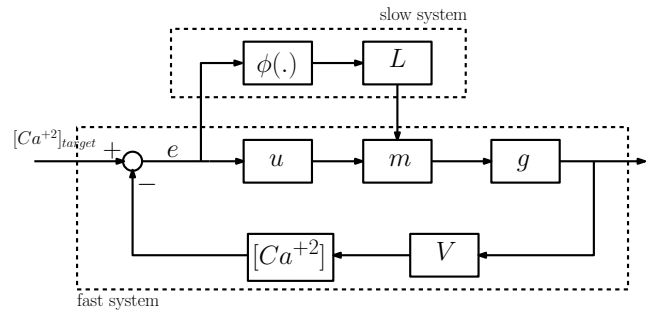 slow system
ϕ(.)
L
[Ca⁺²]ₜₐᵣ𝓰ₑₜ
+
−
e
u
m
g
[Ca⁺²]
V
fast system